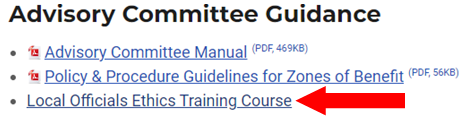 Advisory Committee Guidance
Advisory Committee Manual (PDF, 469KB)
Policy & Procedure Guidelines for Zones of Benefit (PDF, 56KB)
Local Officials Ethics Training Course